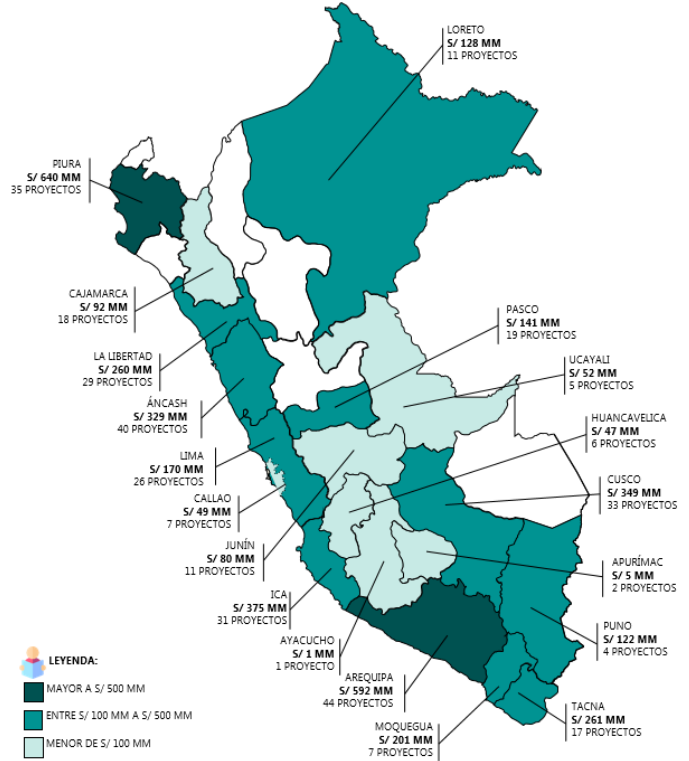 LORETO
S/ 128 MM
11 PROYECTOS
PIURA
S/ 640 MM
35 PROYECTOS
CAJAMARCA
S/ 92 MM
18 PROYECTOS
PASCO
S/ 141 MM
19 PROYECTOS
LA LIBERTAD
S/ 260 MM
29 PROYECTOS
UCAYALI
S/ 52 MM
5 PROYECTOS
ÁNCASH
S/ 329 MM
40 PROYECTOS
HUANCAVELICA
S/ 47 MM
6 PROYECTOS
LIMA
S/ 170 MM
26 PROYECTOS
CUSCO
S/ 349 MM
33 PROYECTOS
CALLAO
S/ 49 MM
7 PROYECTOS
JUNÍN
S/ 80 MM
11 PROYECTOS
APURÍMAC
S/ 5 MM
2 PROYECTOS
ICA
S/ 375 MM
31 PROYECTOS
PUNO
S/ 122 MM
4 PROYECTOS
AYACUCHO
S/ 1 MM
1 PROYECTO
AREQUIPA
S/ 592 MM
44 PROYECTOS
TACNA
S/ 261 MM
17 PROYECTOS
MOQUEGUA
S/ 201 MM
7 PROYECTOS
LEYENDA:
MAYOR A S/ 500 MM
ENTRE S/ 100 MM A S/ 500 MM
MENOR DE S/ 100 MM